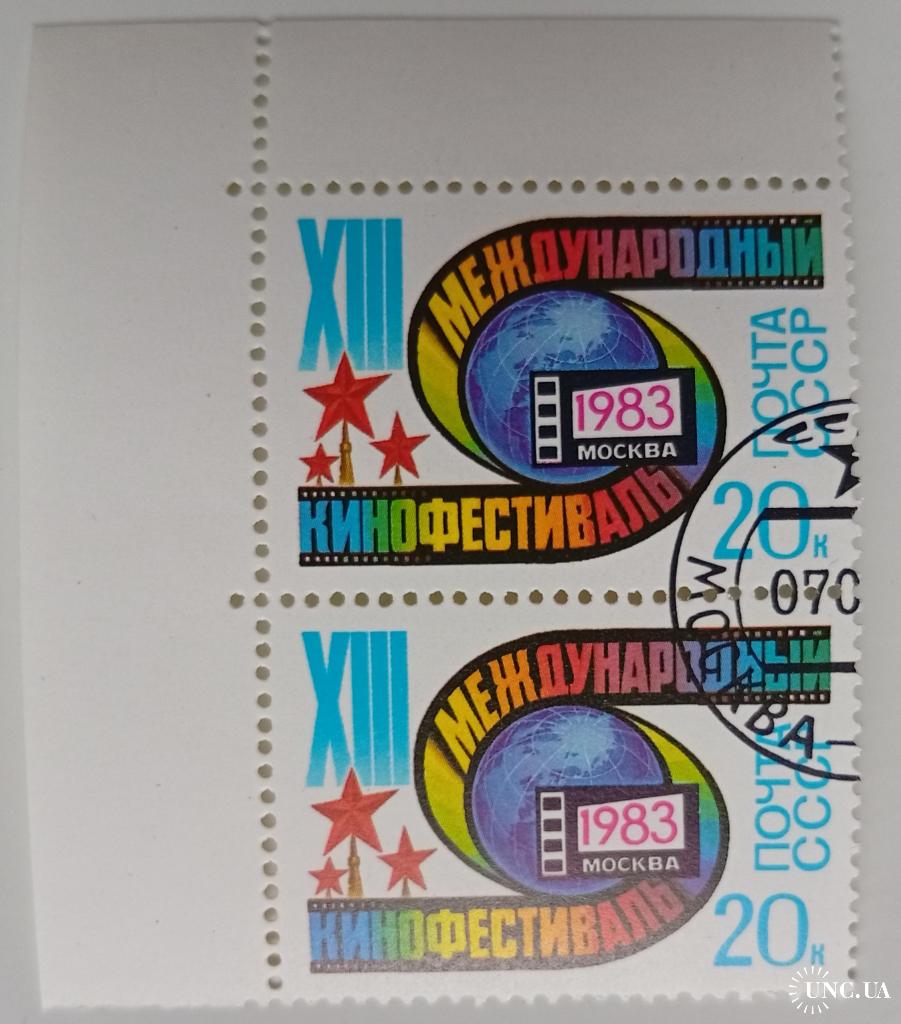 XIII
МЕЖДУНАРОДНЫЙ
1983
МОСКВА
КИНОФЕСТИВАЛЬ
ПОЧТА
СССР
20к
070
XIII
МЕЖДУНАРОДНЫЙ
1983
МОСКВА
КИНОФЕСТИВАЛЬ
ПОЧТА
СССР
20к
UNC.UA